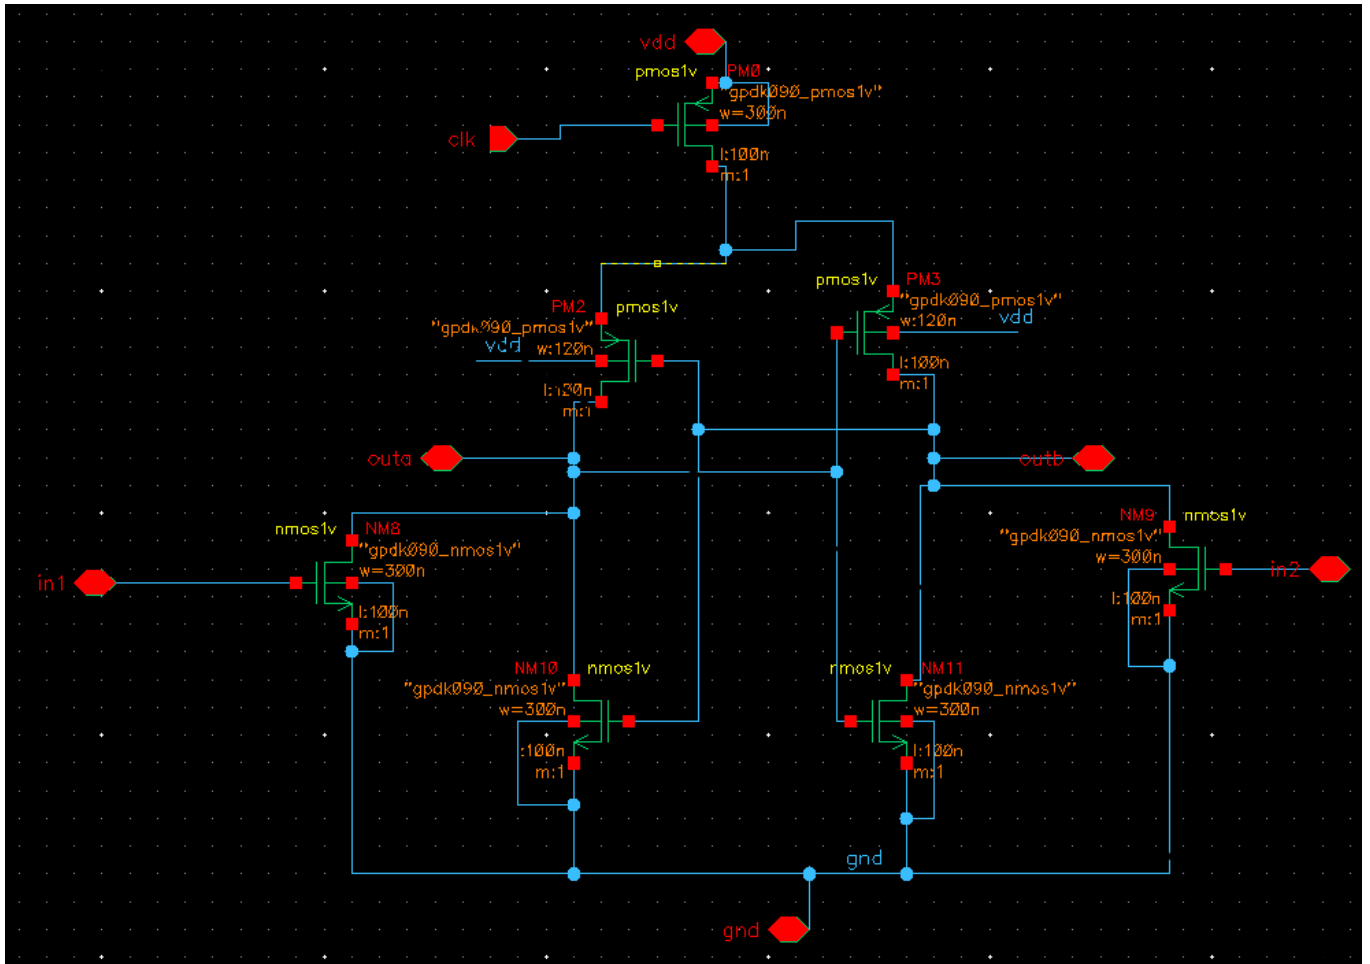 vdd
pmos1v PM0
"gpdk090_pmos1v"
w=300n
clk
l:100n
m:1
pmos1v PM3
"gpdk090_pmos1v"
w:120n
vdd
l:100n
m:1
PM2 pmos1v
"gpdk090_pmos1v"
vdd
w:120n
m:1
outa
outb
nmos1v NM8
"gpdk090_nmos1v"
w=300n
in1
l:100n
m:1
NM9 nmos1v
"gpdk090_nmos1v"
w=300n
in2
l:100n
m:1
NM10 nmos1v
"gpdk090_nmos1v"
w=300n
:100n
m:1
nmos1v NM11
"gpdk090_nmos1v"
w=300n
l:100n
m:1
gnd
gnd